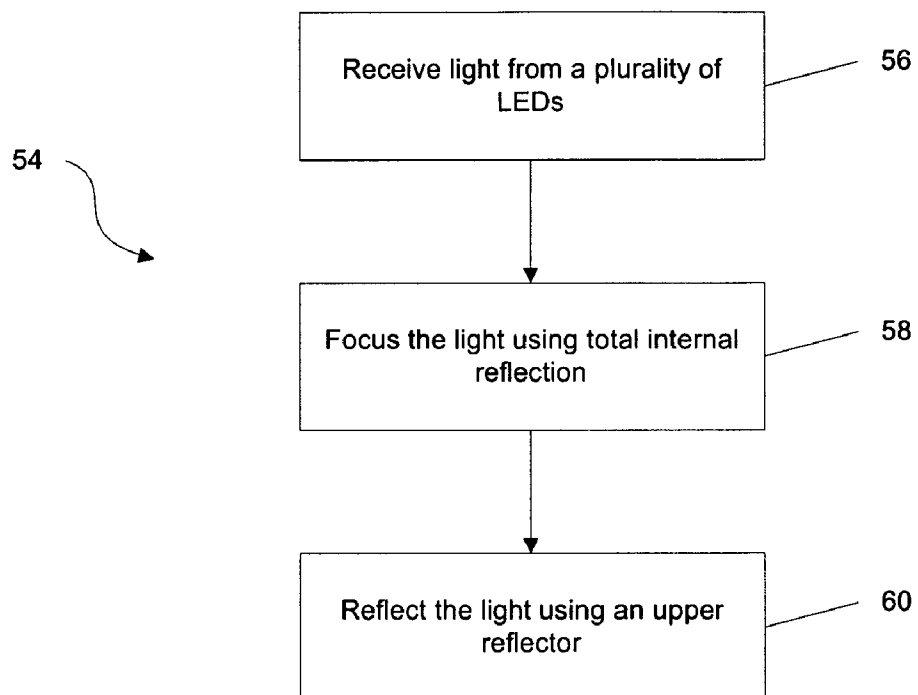 Receive light from a plurality of
LEDs
56
54
Focus the light using total internal
reflection
58
Reflect the light using an upper
reflector
60